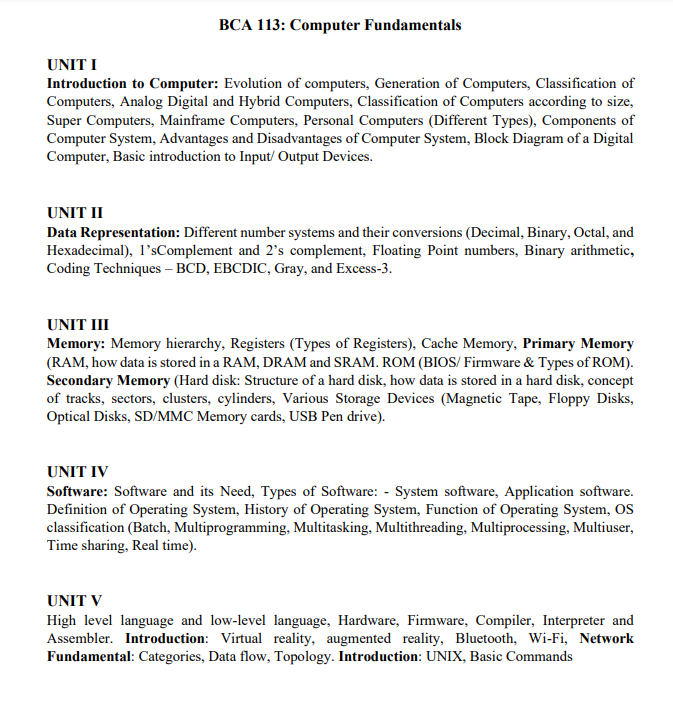 BCA 113: Computer Fundamentals
UNIT I
Introduction to Computer: Evolution of computers, Generation of Computers, Classification of
Computers, Analog Digital and Hybrid Computers, Classification of Computers according to size,
Super Computers, Mainframe Computers, Personal Computers (Different Types), Components of
Computer System, Advantages and Disadvantages of Computer System, Block Diagram of a Digital
Computer, Basic introduction to Input/ Output Devices.
UNIT II
Data Representation: Different number systems and their conversions (Decimal, Binary, Octal, and
Hexadecimal), 1’sComplement and 2’s complement, Floating Point numbers, Binary arithmetic,
Coding Techniques – BCD, EBCDIC, Gray, and Excess-3.
UNIT III
Memory: Memory hierarchy, Registers (Types of Registers), Cache Memory, Primary Memory
(RAM, how data is stored in a RAM, DRAM and SRAM. ROM (BIOS/ Firmware & Types of ROM).
Secondary Memory (Hard disk: Structure of a hard disk, how data is stored in a hard disk, concept
of tracks, sectors, clusters, cylinders, Various Storage Devices (Magnetic Tape, Floppy Disks,
Optical Disks, SD/MMC Memory cards, USB Pen drive).
UNIT IV
Software: Software and its Need, Types of Software: - System software, Application software.
Definition of Operating System, History of Operating System, Function of Operating System, OS
classification (Batch, Multiprogramming, Multitasking, Multithreading, Multiprocessing, Multiuser,
Time sharing, Real time).
UNIT V
High level language and low-level language, Hardware, Firmware, Compiler, Interpreter and
Assembler. Introduction: Virtual reality, augmented reality, Bluetooth, Wi-Fi, Network
Fundamental: Categories, Data flow, Topology. Introduction: UNIX, Basic Commands